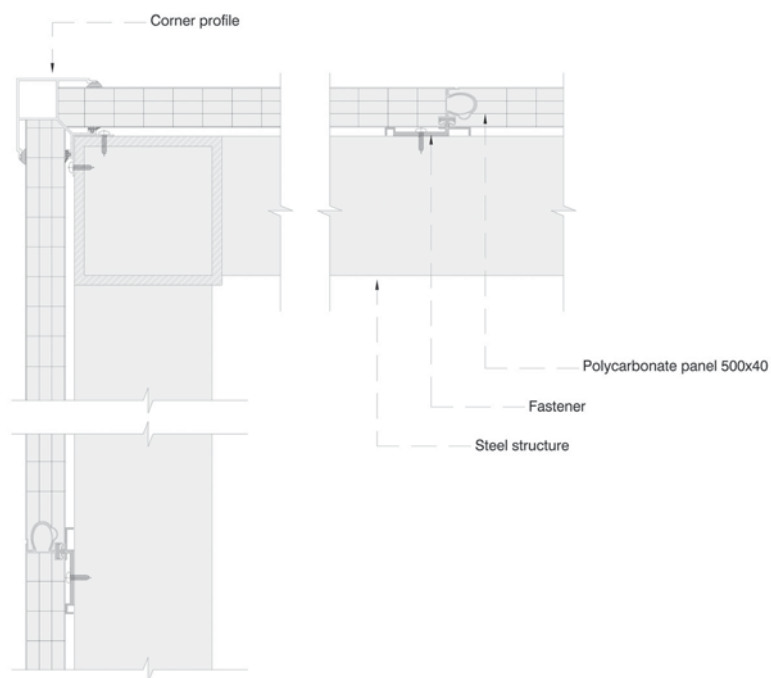 Corner profile
Polycarbonate panel 500x40
Fastener
Steel structure